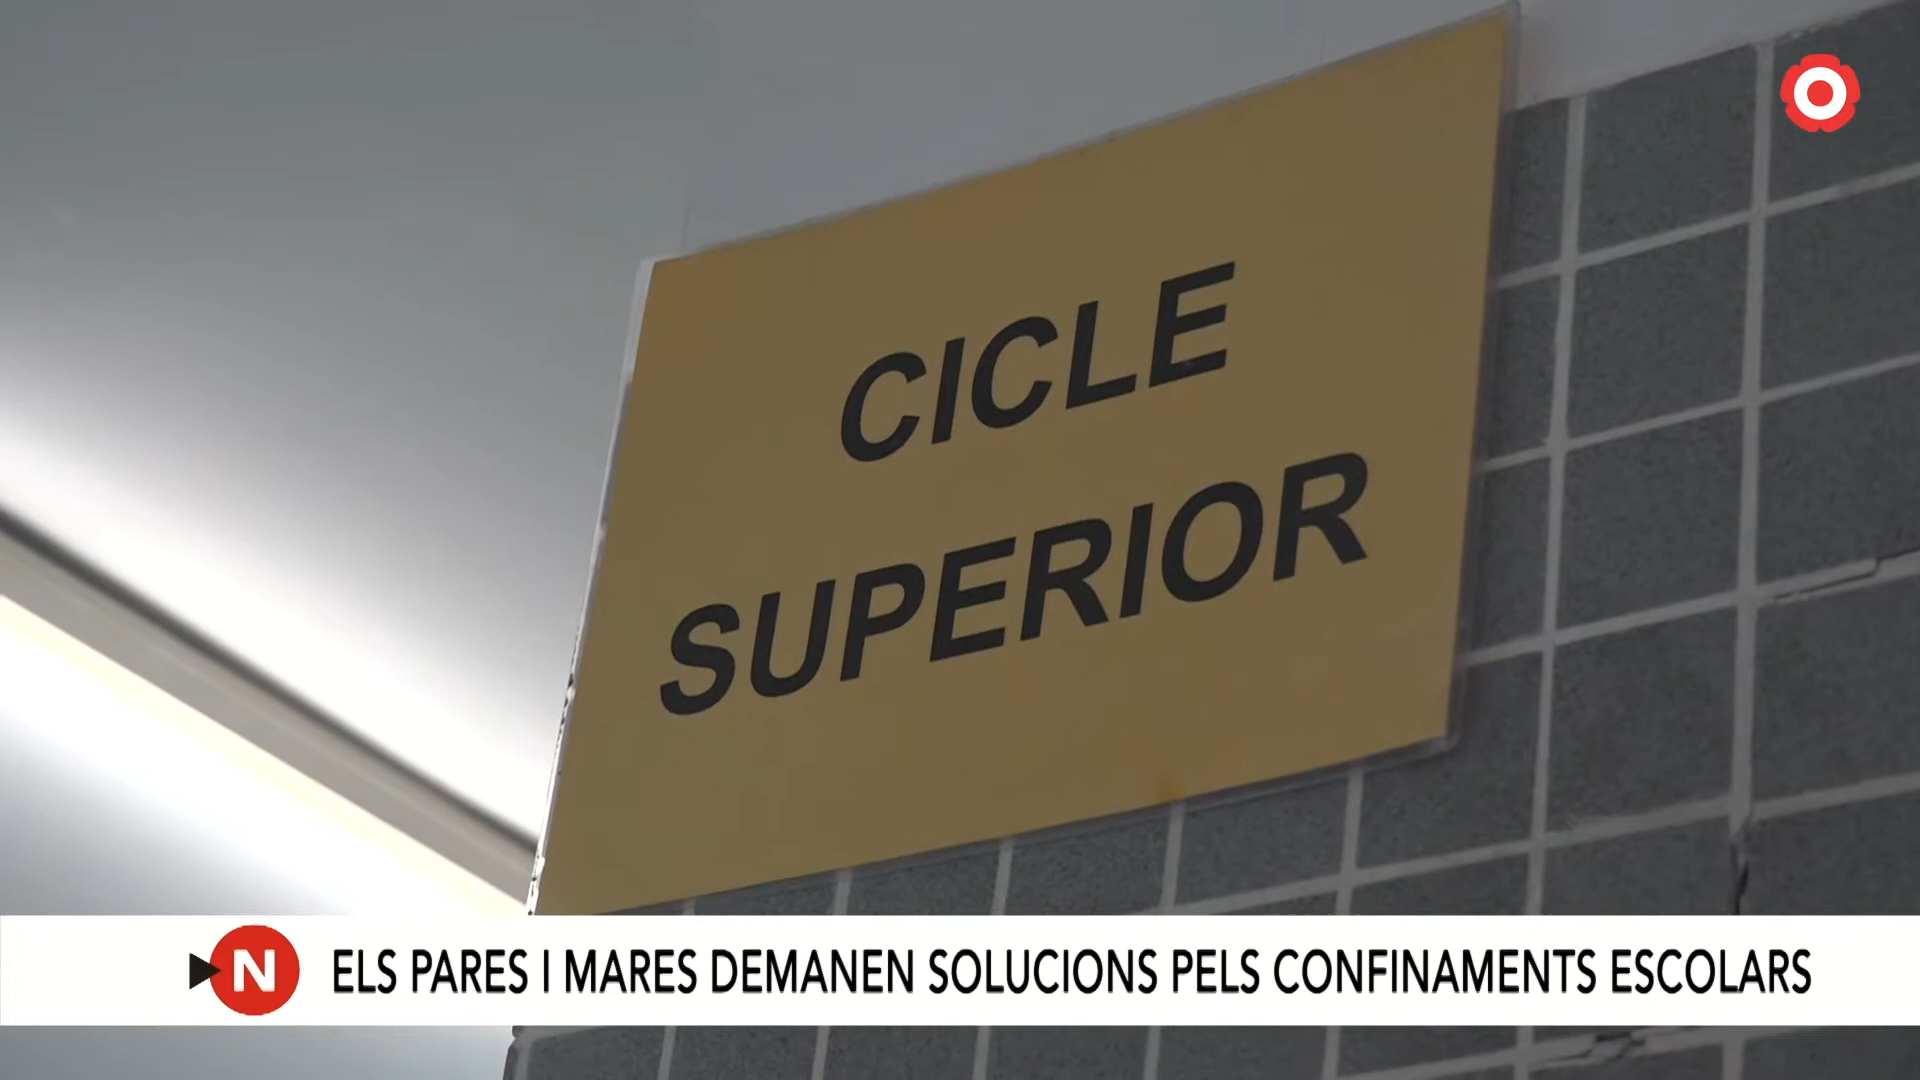 CICLE
SUPERIOR
N ELS PARES I MARES DEMANEN SOLUCIONS PELS CONFINAMENTS ESCOLARS